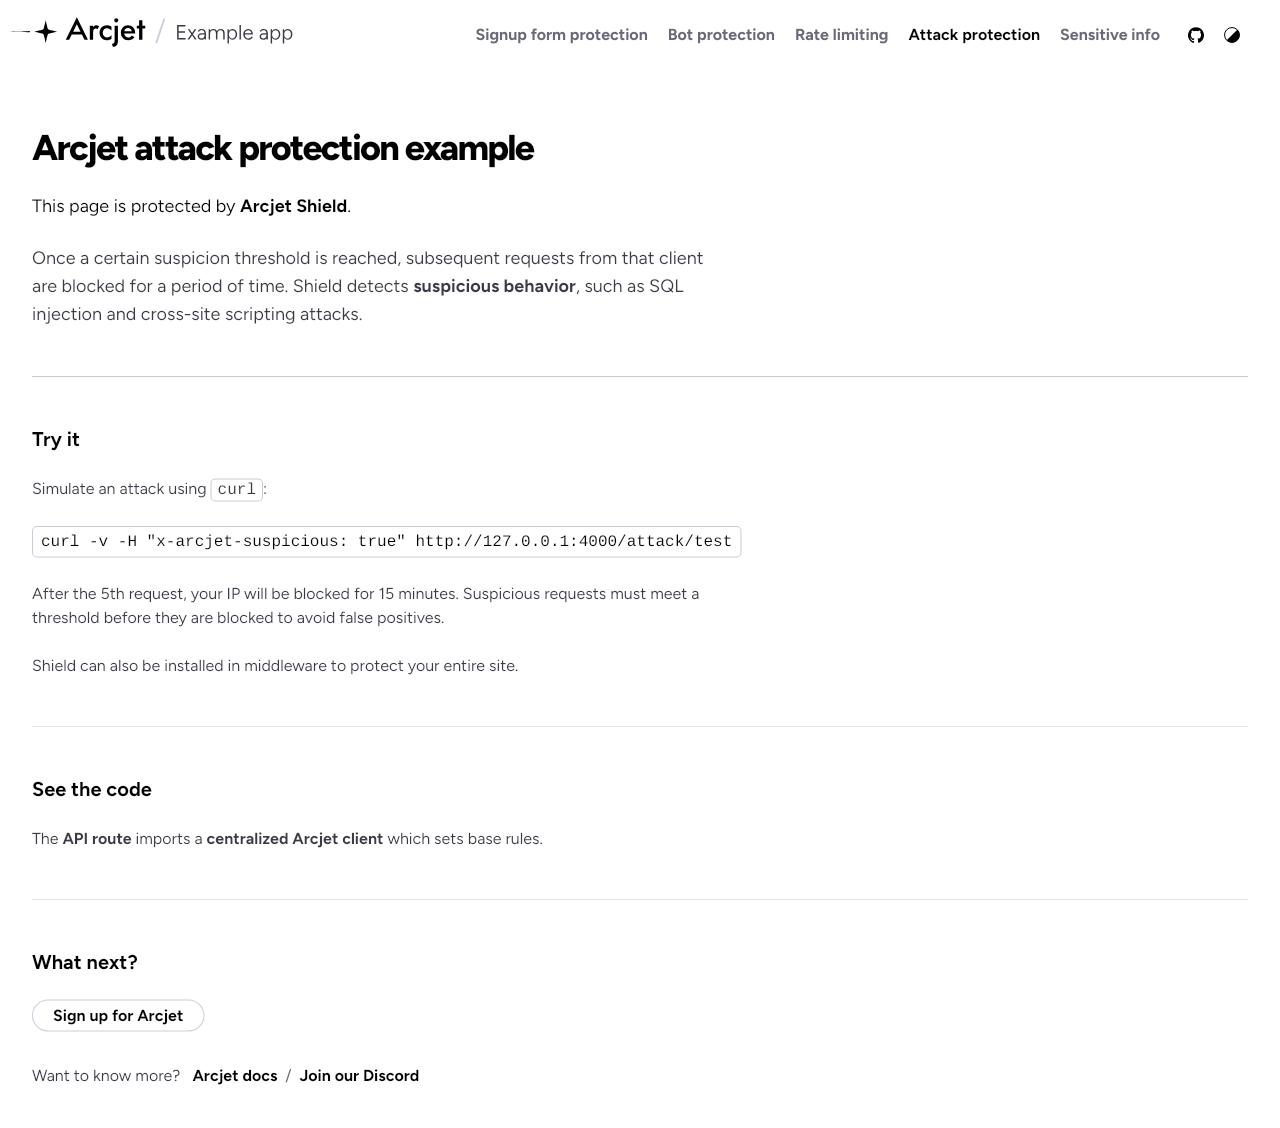 Arcjet / Example app
Signup form protection Bot protection Rate limiting Attack protection Sensitive info
Arcjet attack protection example
This page is protected by Arcjet Shield.
Once a certain suspicion threshold is reached, subsequent requests from that client
are blocked for a period of time. Shield detects suspicious behavior, such as SQL
injection and cross-site scripting attacks.
Try it
Simulate an attack using curl:
curl -v -H "x-arcjet-suspicious: true" http://127.0.0.1:4000/attack/test
After the 5th request, your IP will be blocked for 15 minutes. Suspicious requests must meet a
threshold before they are blocked to avoid false positives.
Shield can also be installed in middleware to protect your entire site.
See the code
The API route imports a centralized Arcjet client which sets base rules.
What next?
Sign up for Arcjet
Want to know more? Arcjet docs / Join our Discord